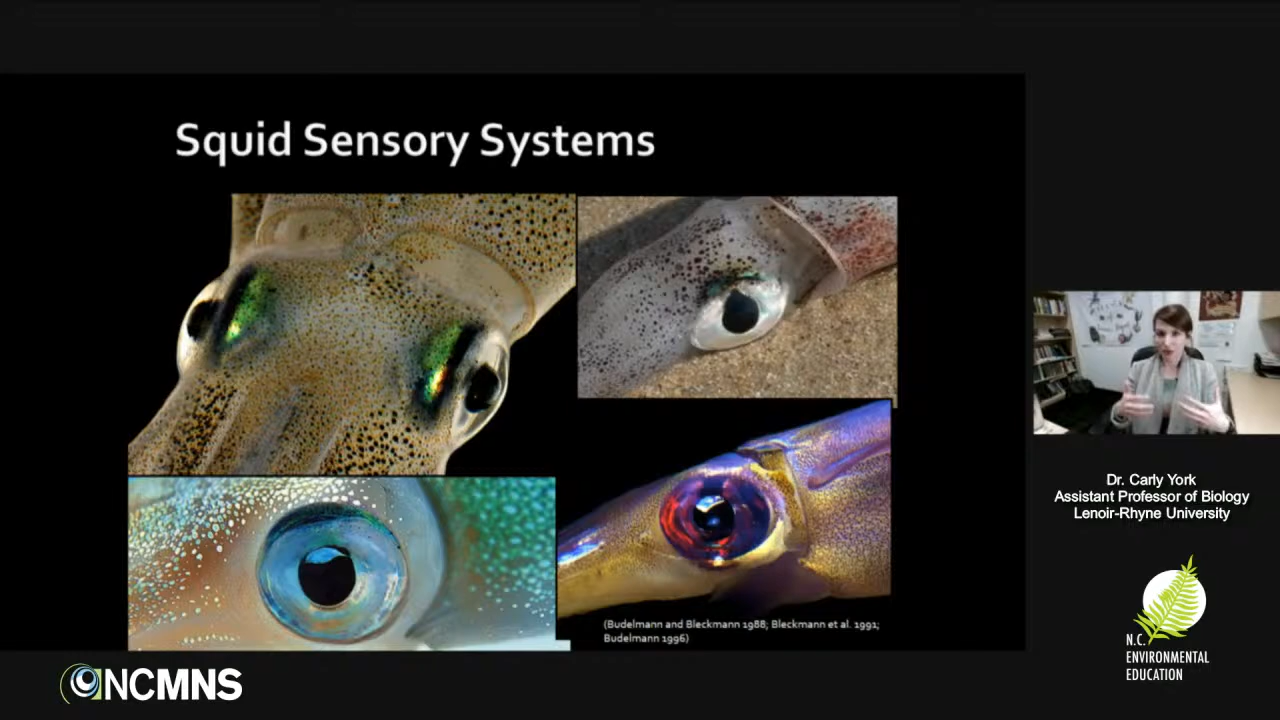 Squid Sensory Systems
(Budelmann and Bleckmann 1988; Bleckmann et al. 1991;
Budelmann 1996)
Dr. Carly York
Assistant Professor of Biology
Lenoir-Rhyne University
N.C.
ENVIRONMENTAL
EDUCATION
NCMNS